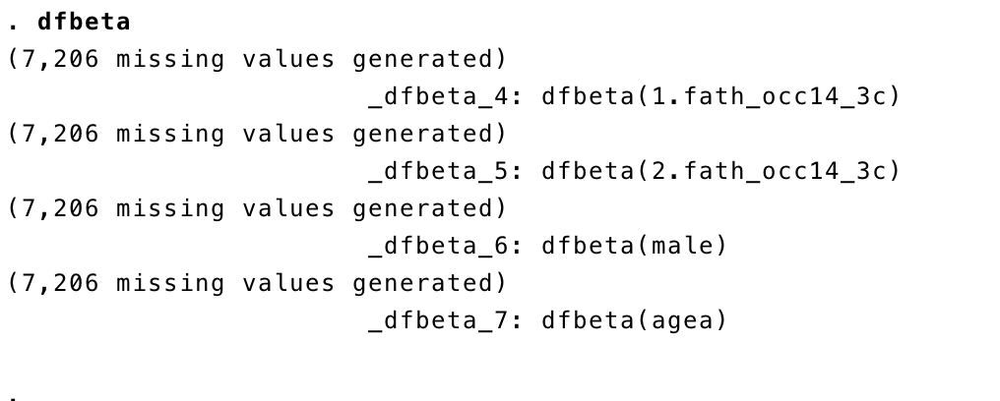 . dfbeta
(7,206 missing values generated)
_dfbeta_4: dfbeta(1.fath_occ14_3c)
(7,206 missing values generated)
_dfbeta_5: dfbeta(2.fath_occ14_3c)
(7,206 missing values generated)
_dfbeta_6: dfbeta(male)
(7,206 missing values generated)
_dfbeta_7: dfbeta(agea)
.